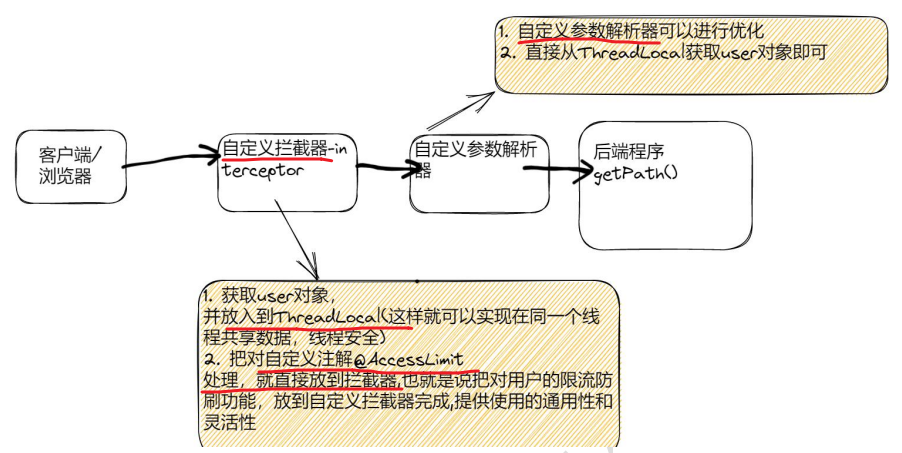 1. 自定义参数解析器可以进行优化
2. 直接从ThreadLocal获取user对象即可
客户端/
浏览器
自定义拦截器-in
terceptor
自定义参数解析
器
后端程序
getPath()
1. 获取user对象,
并放入到ThreadLocal(这样就可以实现在同一个线
程共享数据，线程安全)
2. 把对自定义注解@AccessLimit
处理，就直接放到拦截器,也就是说把对用户的限流防
刷功能，放到自定义拦截器完成,提供使用的通用性和
灵活性